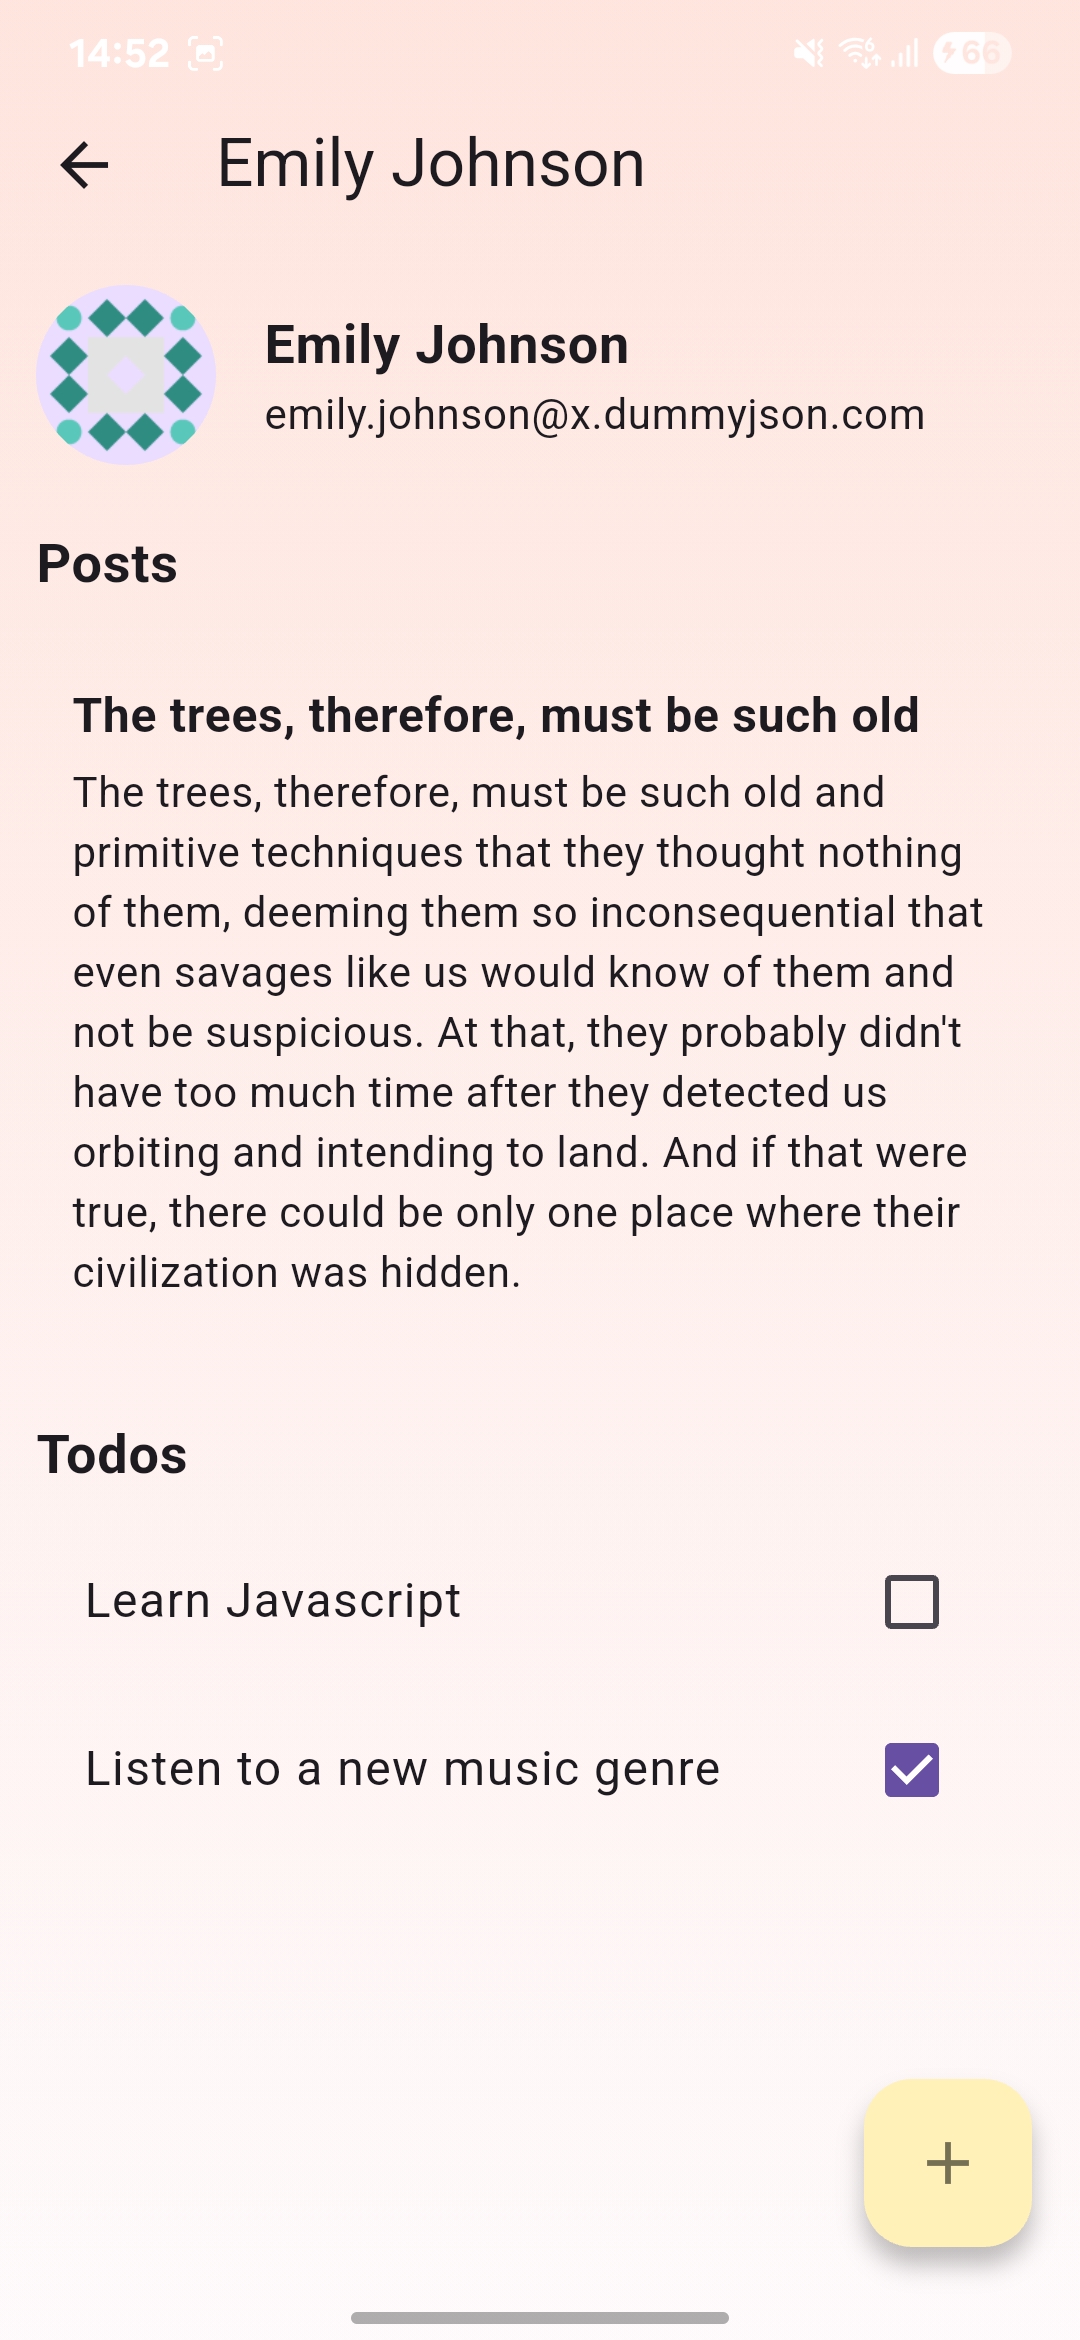 14:52
6
66
Emily Johnson
Emily Johnson
emily.johnson@x.dummyjson.com
Posts
The trees, therefore, must be such old
The trees, therefore, must be such old and
primitive techniques that they thought nothing
of them, deeming them so inconsequential that
even savages like us would know of them and
not be suspicious. At that, they probably didn't
have too much time after they detected us
orbiting and intending to land. And if that were
true, there could be only one place where their
civilization was hidden.
Todos
Learn Javascript
Listen to a new music genre